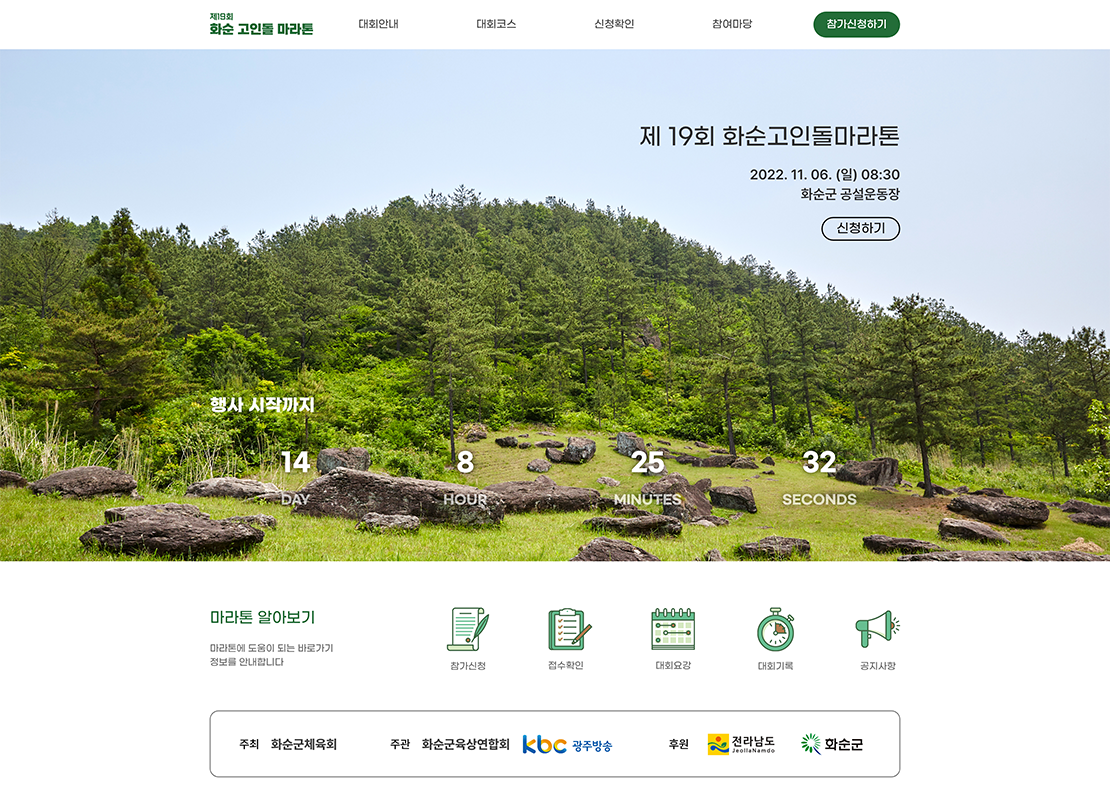 제19회
화순 고인돌 마라톤
대회안내
대회코스
신청확인
참여마당
참가신청하기
제 19회 화순고인돌마라톤
2022. 11. 06. (일) 08:30
화순군 공설운동장
신청하기
행사 시작까지
14 8 25 32
DAY HOUR MINUTES SECONDS
마라톤 알아보기
마라톤에 도움이 되는 바로가기
정보를 안내합니다
참가신청
접수확인
대회요강
대회기록
공지사항
주최 화순군체육회
주관 화순군육상연합회 kbc 광주방송
후원 전라남도
JeollaNamdo
화순군